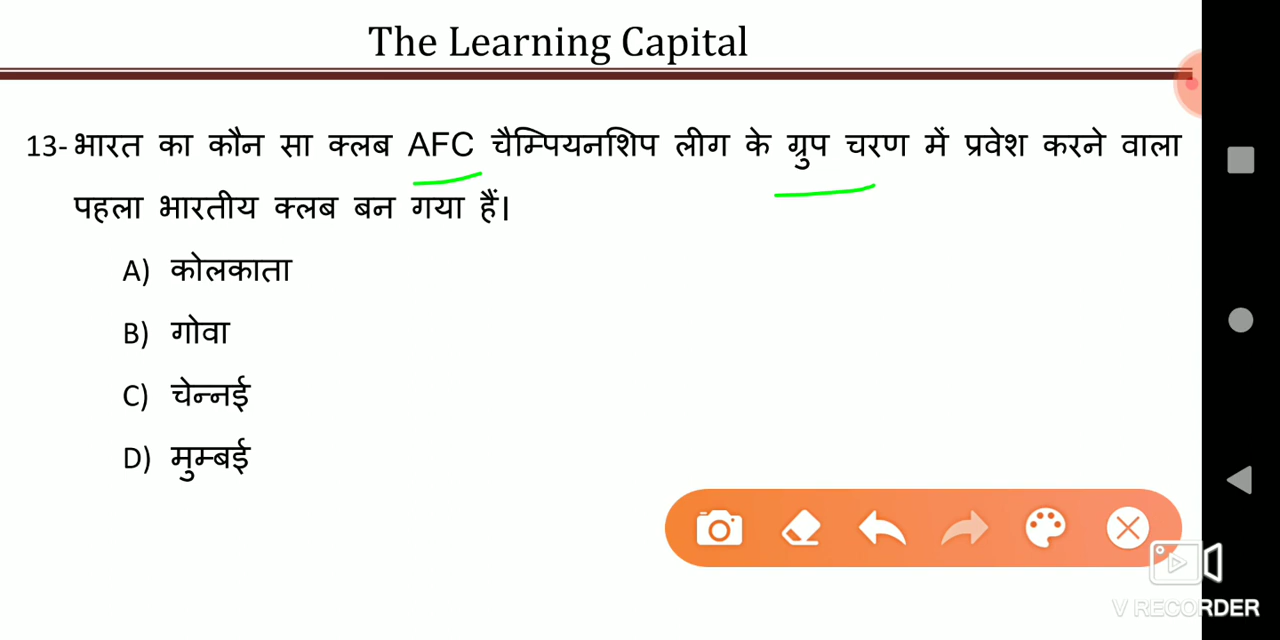 The Learning Capital
13- भारत का कौन सा क्लब AFC चैम्पियनशिप लीग के ग्रुप चरण में प्रवेश करने वाला
पहला भारतीय क्लब बन गया हैं।
A) कोलकाता
B) गोवा
C) चेन्नई
D) मुम्बई
V RECORDER